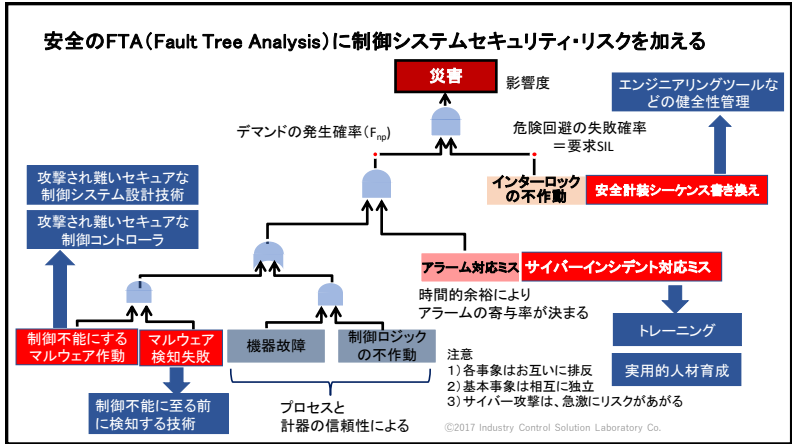 安全のFTA(Fault Tree Analysis)に制御システムセキュリティ・リスクを加える
災害
影響度
エンジニアリングツールな
どの健全性管理
デマンドの発生確率(Fnp)
危険回避の失敗確率
＝要求SIL
攻撃され難いセキュアな
制御システム設計技術
攻撃され難いセキュアな
制御コントローラ
インターロック
の不作動
安全計装シーケンス書き換え
アラーム対応ミス
サイバーインシデント対応ミス
時間的余裕により
アラームの寄与率が決まる
トレーニング
実用的人材育成
制御不能にする
マルウェア作動
マルウェア
検知失敗
機器故障
制御ロジック
の不作動
注意
1)各事象はお互いに排反
2)基本事象は相互に独立
3)サイバー攻撃は、急激にリスクがあがる
制御不能に至る前
に検知する技術
プロセスと
計器の信頼性による
©2017 Industry Control Solution Laboratory Co.